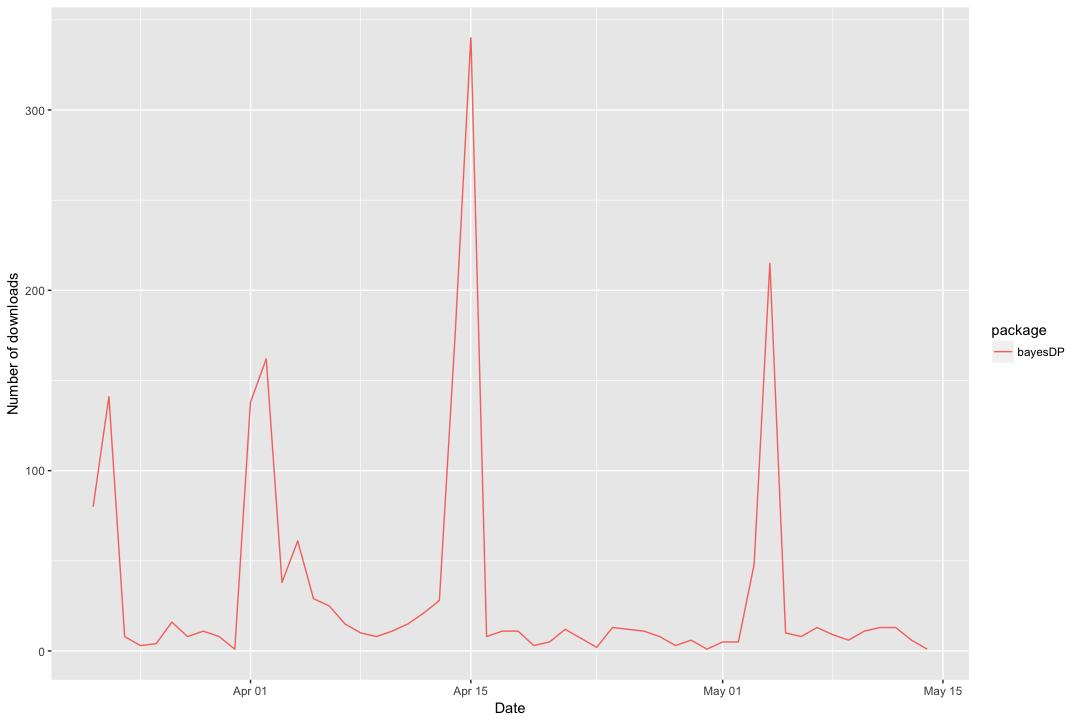 Number of downloads
300
200
100
0
Apr 01
Apr 15
May 01
May 15
Date
package
bayesDP